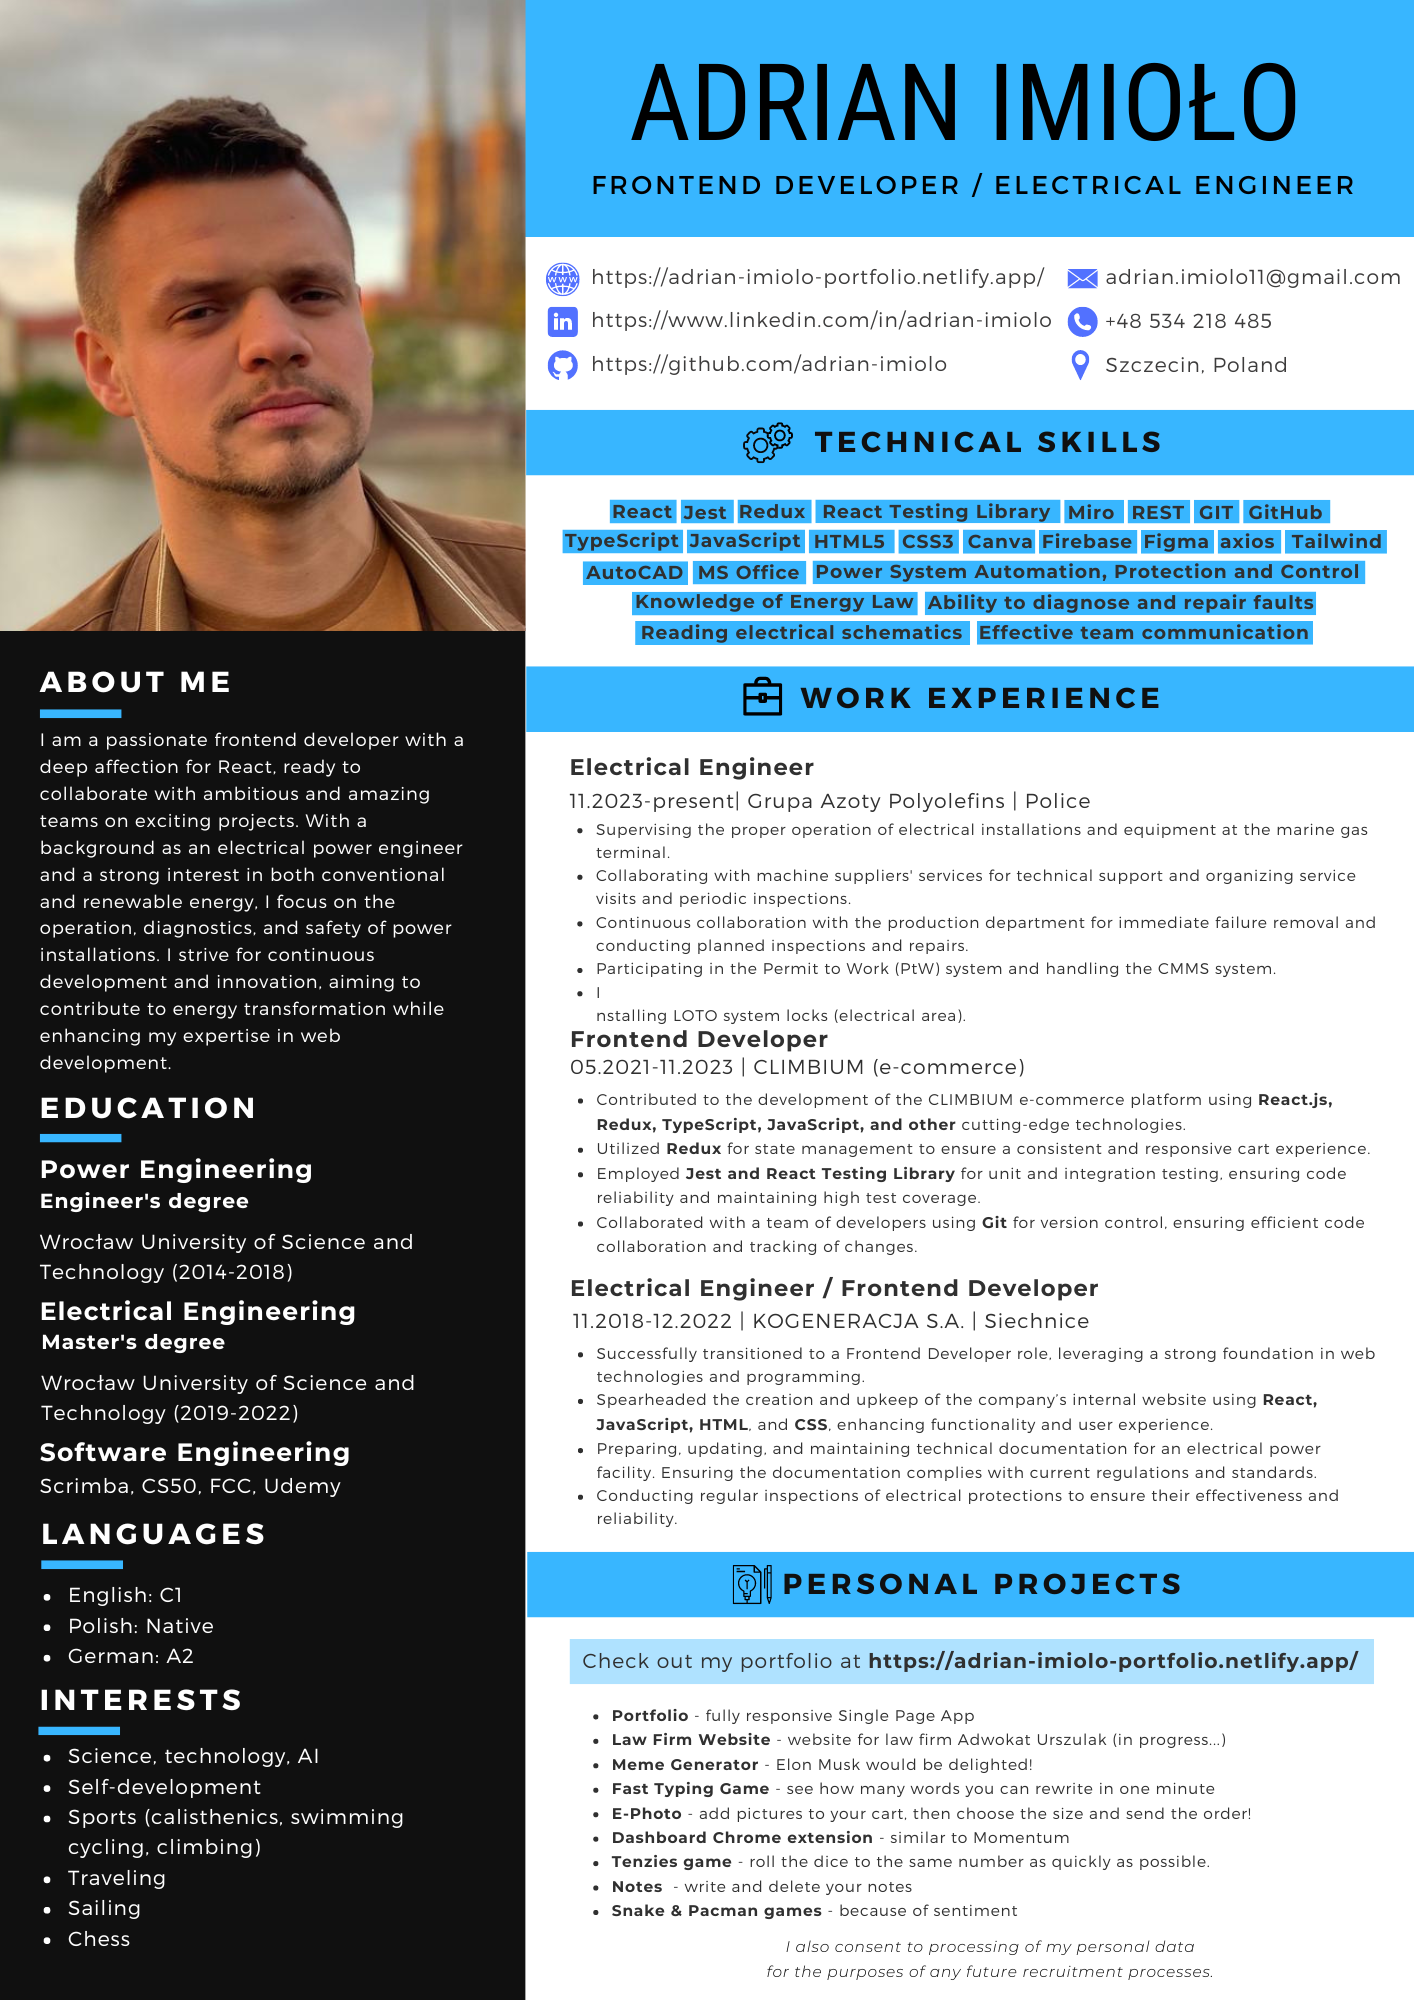 ADRIAN IMIOŁO
FRONTEND DEVELOPER / ELECTRICAL ENGINEER
www
https://adrian-imiolo-portfolio.netlify.app/
adrian.imiolo11@gmail.com
in
https://www.linkedin.com/in/adrian-imiolo
+48 534 218 485
https://github.com/adrian-imiolo
Szczecin, Poland
TECHNICAL SKILLS
React Jest Redux React Testing Library Miro REST GIT GitHub
TypeScript JavaScript HTML5 CSS3 Canva Firebase Figma axios Tailwind
AutoCAD MS Office Power System Automation, Protection and Control
Knowledge of Energy Law Ability to diagnose and repair faults
Reading electrical schematics Effective team communication
WORK EXPERIENCE
Electrical Engineer
11.2023-present| Grupa Azoty Polyolefins | Police
• Supervising the proper operation of electrical installations and equipment at the marine gas
terminal.
• Collaborating with machine suppliers' services for technical support and organizing service
visits and periodic inspections.
• Continuous collaboration with the production department for immediate failure removal and
conducting planned inspections and repairs.
• Participating in the Permit to Work (PtW) system and handling the CMMS system.
• I
nstalling LOTO system locks (electrical area).
Frontend Developer
05.2021-11.2023 | CLIMBIUM (e-commerce)
• Contributed to the development of the CLIMBIUM e-commerce platform using React.js,
Redux, TypeScript, JavaScript, and other cutting-edge technologies.
• Utilized Redux for state management to ensure a consistent and responsive cart experience.
• Employed Jest and React Testing Library for unit and integration testing, ensuring code
reliability and maintaining high test coverage.
• Collaborated with a team of developers using Git for version control, ensuring efficient code
collaboration and tracking of changes.
Electrical Engineer / Frontend Developer
11.2018-12.2022 | KOGENERACJA S.A. | Siechnice
• Successfully transitioned to a Frontend Developer role, leveraging a strong foundation in web
technologies and programming.
• Spearheaded the creation and upkeep of the company's internal website using React,
JavaScript, HTML, and CSS, enhancing functionality and user experience.
• Preparing, updating, and maintaining technical documentation for an electrical power
facility. Ensuring the documentation complies with current regulations and standards.
• Conducting regular inspections of electrical protections to ensure their effectiveness and
reliability.
PERSONAL PROJECTS
Check out my portfolio at https://adrian-imiolo-portfolio.netlify.app/
• Portfolio - fully responsive Single Page App
• Law Firm Website - website for law firm Adwokat Urszulak (in progress...)
• Meme Generator - Elon Musk would be delighted!
• Fast Typing Game - see how many words you can rewrite in one minute
• E-Photo - add pictures to your cart, then choose the size and send the order!
• Dashboard Chrome extension - similar to Momentum
• Tenzies game - roll the dice to the same number as quickly as possible.
• Notes - write and delete your notes
• Snake & Pacman games - because of sentiment
I also consent to processing of my personal data
for the purposes of any future recruitment processes.
ABOUT ME
I am a passionate frontend developer with a
deep affection for React, ready to
collaborate with ambitious and amazing
teams on exciting projects. With a
background as an electrical power engineer
and a strong interest in both conventional
and renewable energy, I focus on the
operation, diagnostics, and safety of power
installations. I strive for continuous
development and innovation, aiming to
contribute to energy transformation while
enhancing my expertise in web
development.
EDUCATION
Power Engineering
Engineer's degree
Wrocław University of Science and
Technology (2014-2018)
Electrical Engineering
Master's degree
Wrocław University of Science and
Technology (2019-2022)
Software Engineering
Scrimba, CS50, FCC, Udemy
LANGUAGES
• English: C1
• Polish: Native
• German: A2
INTERESTS
• Science, technology, AI
• Self-development
• Sports (calisthenics, swimming
cycling, climbing)
• Traveling
• Sailing
• Chess